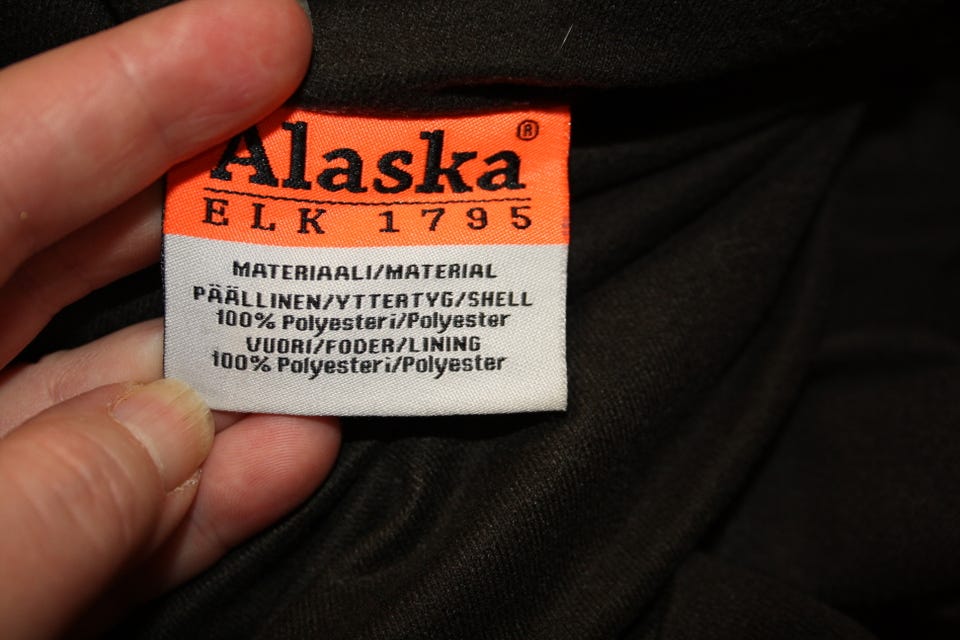 Alaska®
ELK 1795
MATERIAALI/MATERIAL
PÄÄLLINEN/YTTERTYG/SHELL
100% Polyesteri/Polyester
VUORI/FODER/LINING
100% Polyesteri/Polyester